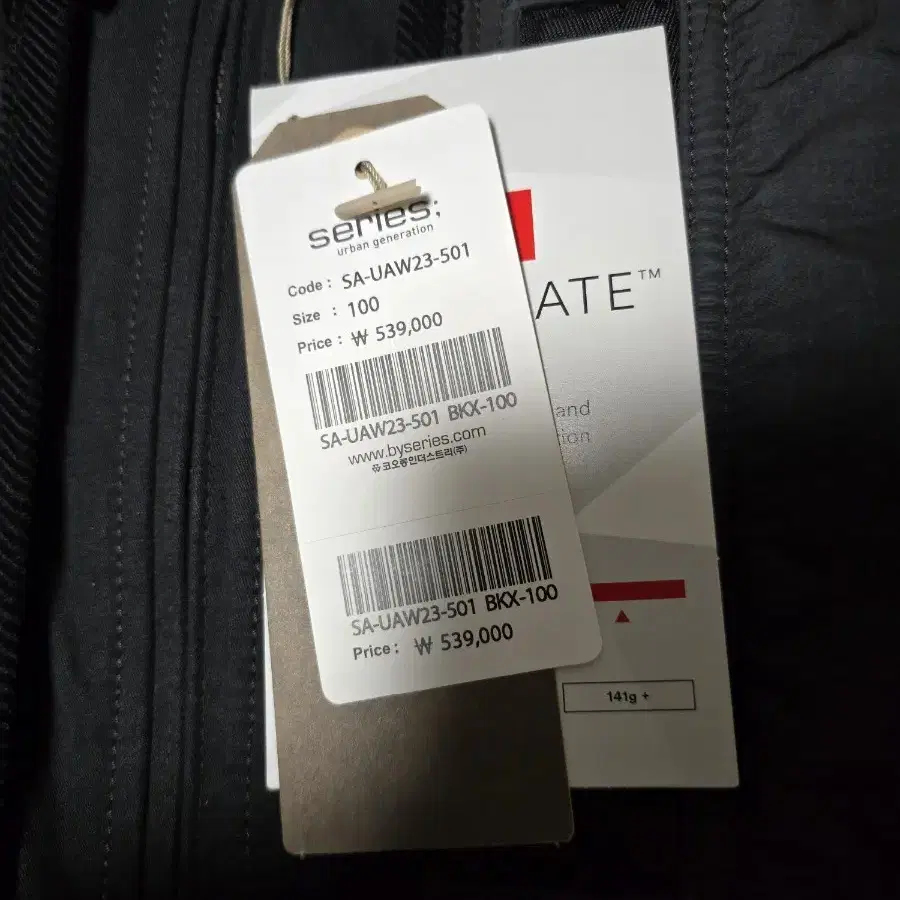 series;
urban generation
Code : SA-UAW23-501
Size : 100
Price : ₩ 539,000
SA-UAW23-501 BKX-100
www.byseries.com
코오롱인더스트리(주)
SA-UAW23-501 BKX-100
Price : ₩ 539,000
ATE™
and
141g +